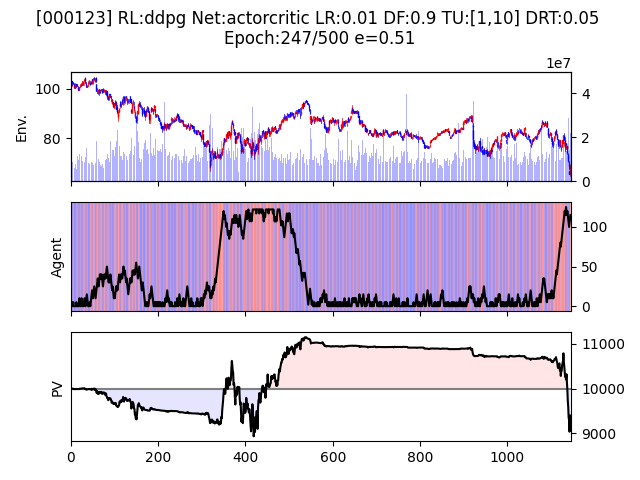 [000123] RL:ddpg Net:actorcritic LR:0.01 DF:0.9 TU:[1,10] DRT:0.05
Epoch:247/500 e=0.51
1e7
100
80
Env.
4
2
0
Agent
100
50
0
PV
11000
10000
9000
0
200
400
600
800
1000